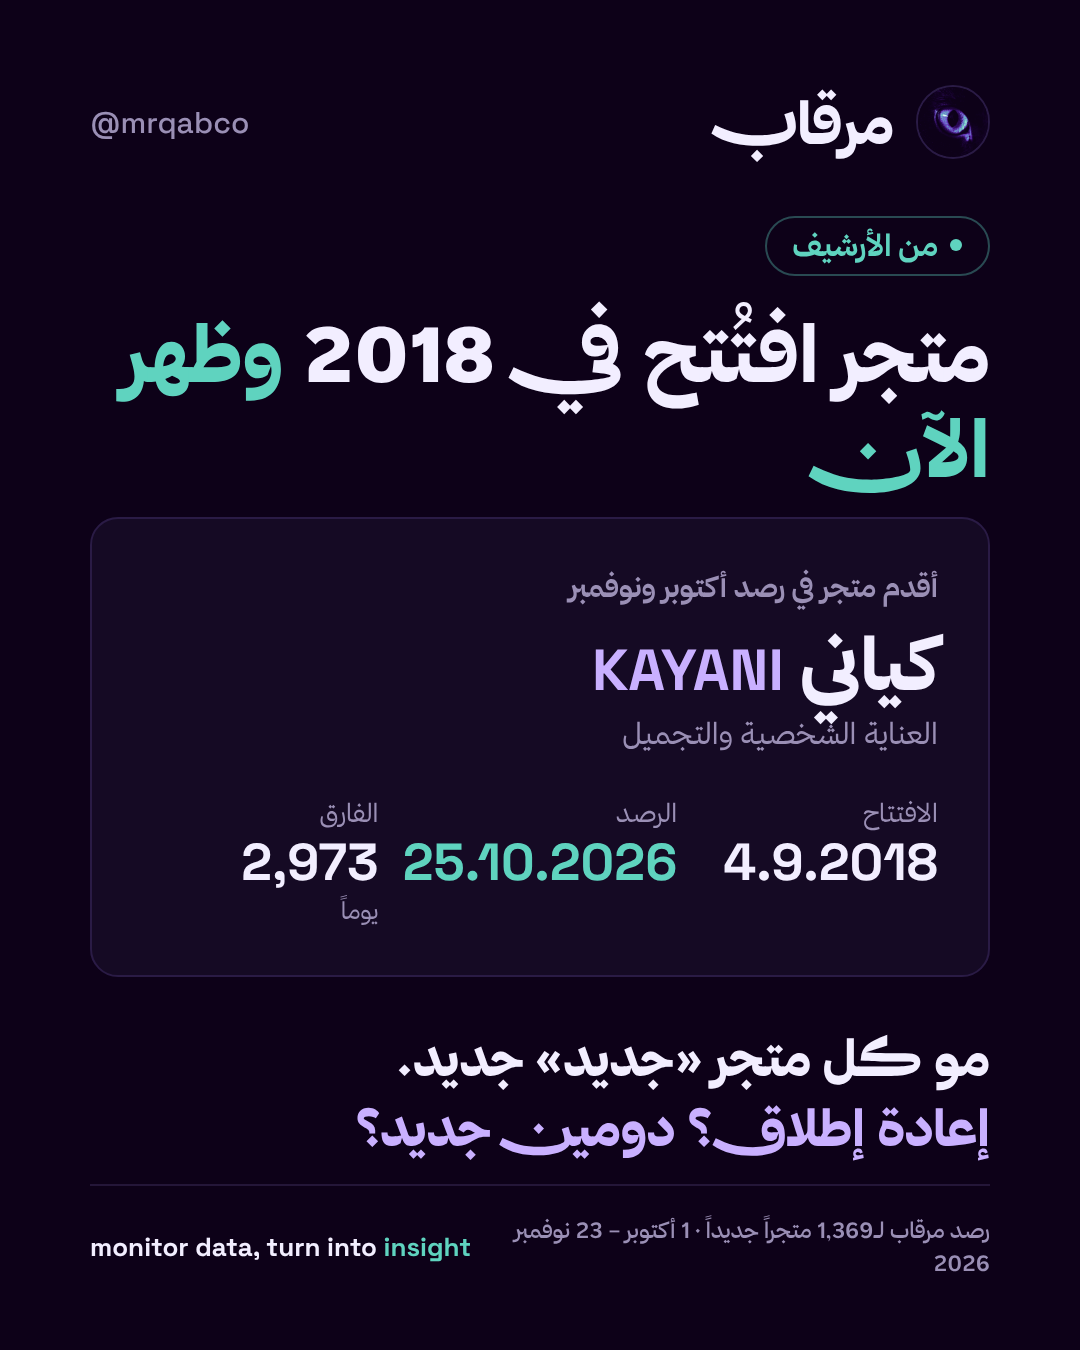 مرقاب
@mrqabco
من الأرشيف
متجر افتُتح في 2018 وظهر
الآن
أقدم متجر في رصد أكتوبر ونوفمبر
كياني KAYANI
العناية الشخصية والتجميل
الافتتاح
4.9.2018
الرصد
25.10.2026
الفارق
2,973
يوماً
مو كل متجر «جديد» جديد.
إعادة إطلاق؟ دومين جديد؟
رصد مرقاب لـ1,369 متجراً جديداً · 1 أكتوبر – 23 نوفمبر
2026
monitor data, turn into insight